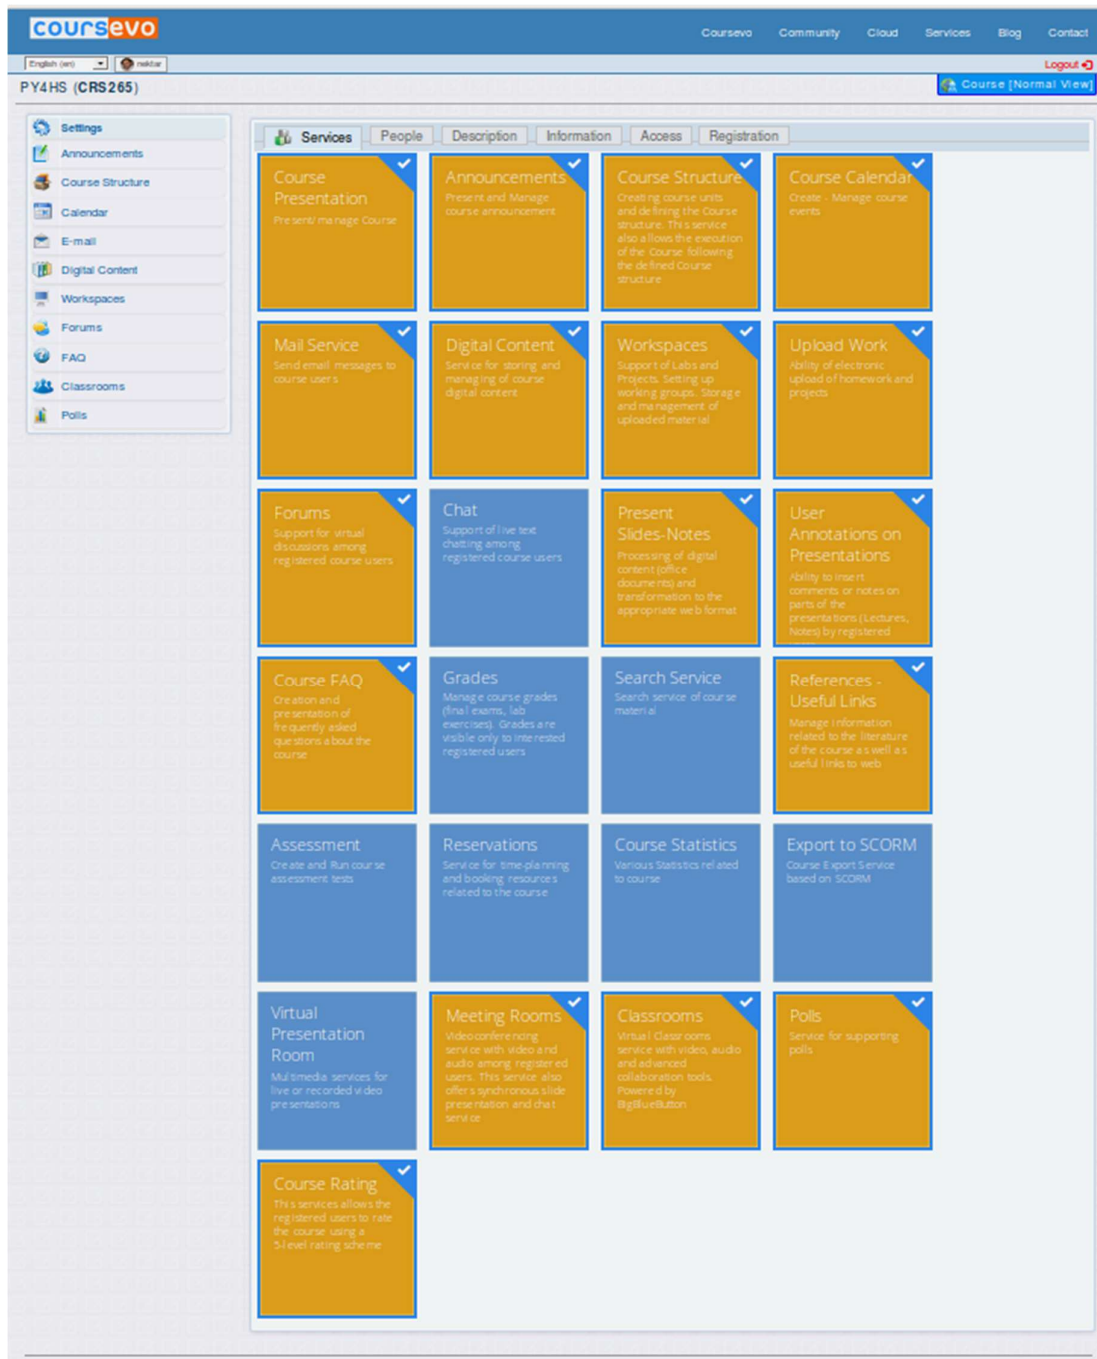 coursevo
Coursevo Community Cloud Services Blog Contact
English (en) nektar
Logout
PY4HS (CRS265)
Course [Normal View]
Settings
Announcements
Course Structure
Calendar
E-mail
Digital Content
Workspaces
Forums
FAQ
Classrooms
Polls
Services People Description Information Access Registration
Course
Presentation
Present/manage Course
Announcements
Present and Manage
course announcement
Course Structure
Creating course units
and defining the Course
structure. This service
also allows the execution
of the Course following
the defined Course
structure
Course Calendar
Create - Manage course
events
Mail Service
Send email messages to
course users
Digital Content
Service for storing and
managing of course
digital content
Workspaces
Support of Labs and
Projects. Setting up
working groups. Storage
and management of
uploaded material
Upload Work
Ability of electronic
upload of homework and
projects
Forums
Support for virtual
discussions among
registered course users
Chat
Support of live text
chatting among
registered course users
Present
Slides-Notes
Processing of digital
content (office
documents) and
transformation to the
appropriate web format
User
Annotations on
Presentations
Ability to insert
comments or notes on
parts of the
presentations (Lectures,
Notes) by registered
Course FAQ
Creation and
presentation of
frequently asked
questions about the
course
Grades
Manage course grades
(final exams, lab
exercises). Grades are
visible only to interested
registered users
Search Service
Search service of course
material
References -
Useful Links
Manage information
related to the literature
of the course as well as
useful links to web
Assessment
Create and Run course
assessment tests
Reservations
Service for time-planning
and booking resources
related to the course
Course Statistics
Various Statistics related
to course
Export to SCORM
Course Export Service
based on SCORM
Virtual
Presentation
Room
Multimedia services for
live or recorded video
presentations
Meeting Rooms
Videoconferencing
service with video and
audio among registered
users. This service also
offers synchronous slide
presentation and chat
service
Classrooms
Virtual Classrooms
service with video, audio
and advanced
collaboration tools.
Powered by
BigBlueButton
Polls
Service for supporting
polls
Course Rating
This services allows the
registered users to rate
the course using a
5-level rating scheme